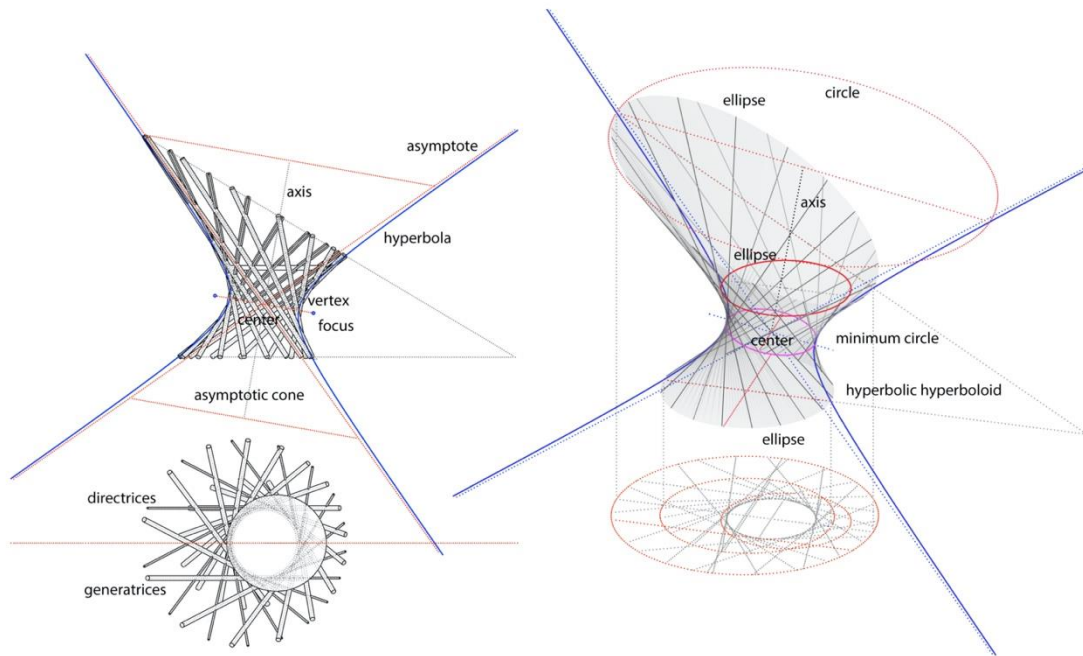 asymptote
axis
hyperbola
vertex
center
focus
asymptotic cone
directrices
generatrices
circle
ellipse
axis
ellipse
center
minimum circle
hyperbolic hyperboloid
ellipse